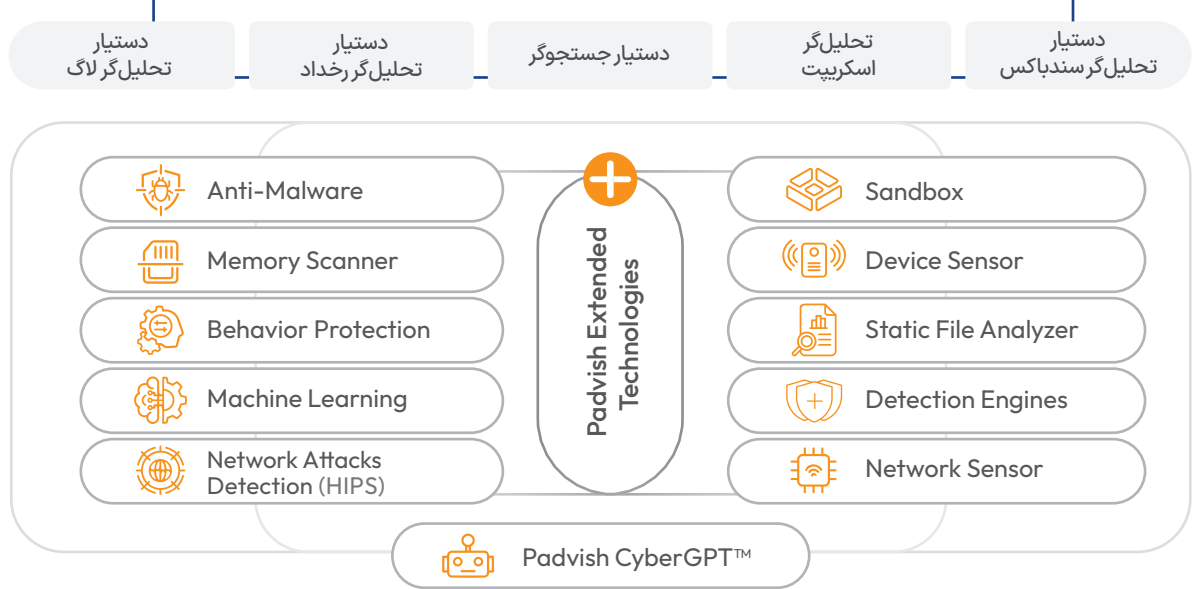 دستیار
تحلیل‌گر سندباکس
تحلیل‌گر
اسکریپت
دستیار جستجوگر
دستیار
تحلیل‌گر رخداد
دستیار
تحلیل‌گر لاگ
Anti-Malware
Memory Scanner
Behavior Protection
Machine Learning
Network Attacks
Detection (HIPS)
Padvish Extended
Technologies
Sandbox
Device Sensor
Static File Analyzer
Detection Engines
Network Sensor
Padvish CyberGPT™